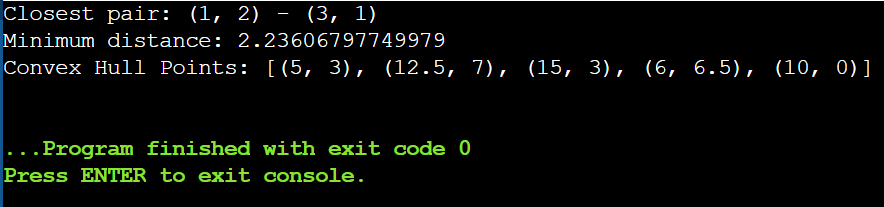 Closest pair: (1, 2) - (3, 1)
Minimum distance: 2.23606797749979
Convex Hull Points: [(5, 3), (12.5, 7), (15, 3), (6, 6.5), (10, 0)]
...Program finished with exit code 0
Press ENTER to exit console.